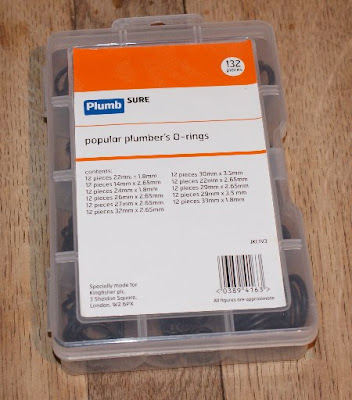 132
pieces
Plumb SURE
popular plumber's O-rings
contents:
12 pieces 22mm × 1.8mm
12 pieces 14mm x 2.65mm
12 pieces 24mm x 1.8mm
12 pieces 26mm x 2.65mm
12 pieces 27mm x 2.65mm
12 pieces 32mm x 2.65mm
12 pieces 30mm x 3.5mm
12 pieces 22mm x 2.65mm
12 pieces 29mm x 2.65mm
12 pieces 28mm x 3.5 mm
12 pieces 33mm x 1.8mm
Specially made for
Kingfisher plc,
3 Sheldon Square,
London. W2 6PX
All figures are approximate